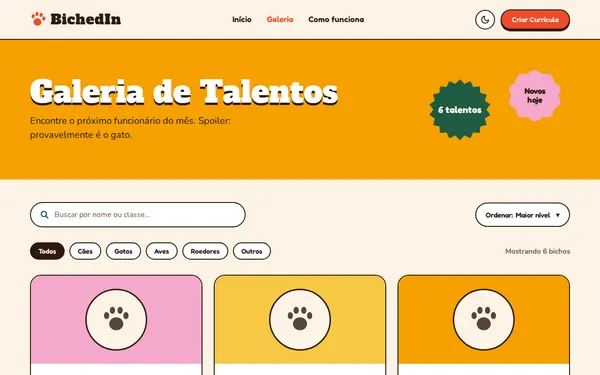 BichedIn
Início
Galeria
Como funciona
Criar Currículo
Galeria de Talentos
Encontre o próximo funcionário do mês. Spoiler:
provavelmente é o gato.
6 talentos
Novos
hoje
Buscar por nome ou classe...
Ordenar: Maior nível
Todos
Cães
Gatos
Aves
Roedores
Outros
Mostrando 6 bichos